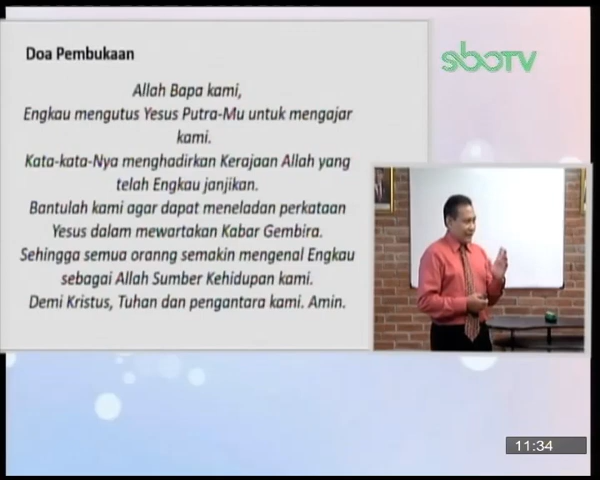 Doa Pembukaan
sboTV
Allah Bapa kami,
Engkau mengutus Yesus Putra-Mu untuk mengajar
kami.
Kata-kata-Nya menghadirkan Kerajaan Allah yang
telah Engkau janjikan.
Bantulah kami agar dapat meneladan perkataan
Yesus dalam mewartakan Kabar Gembira.
Sehingga semua oranng semakin mengenal Engkau
sebagai Allah Sumber Kehidupan kami.
Demi Kristus, Tuhan dan pengantara kami. Amin.
11:34